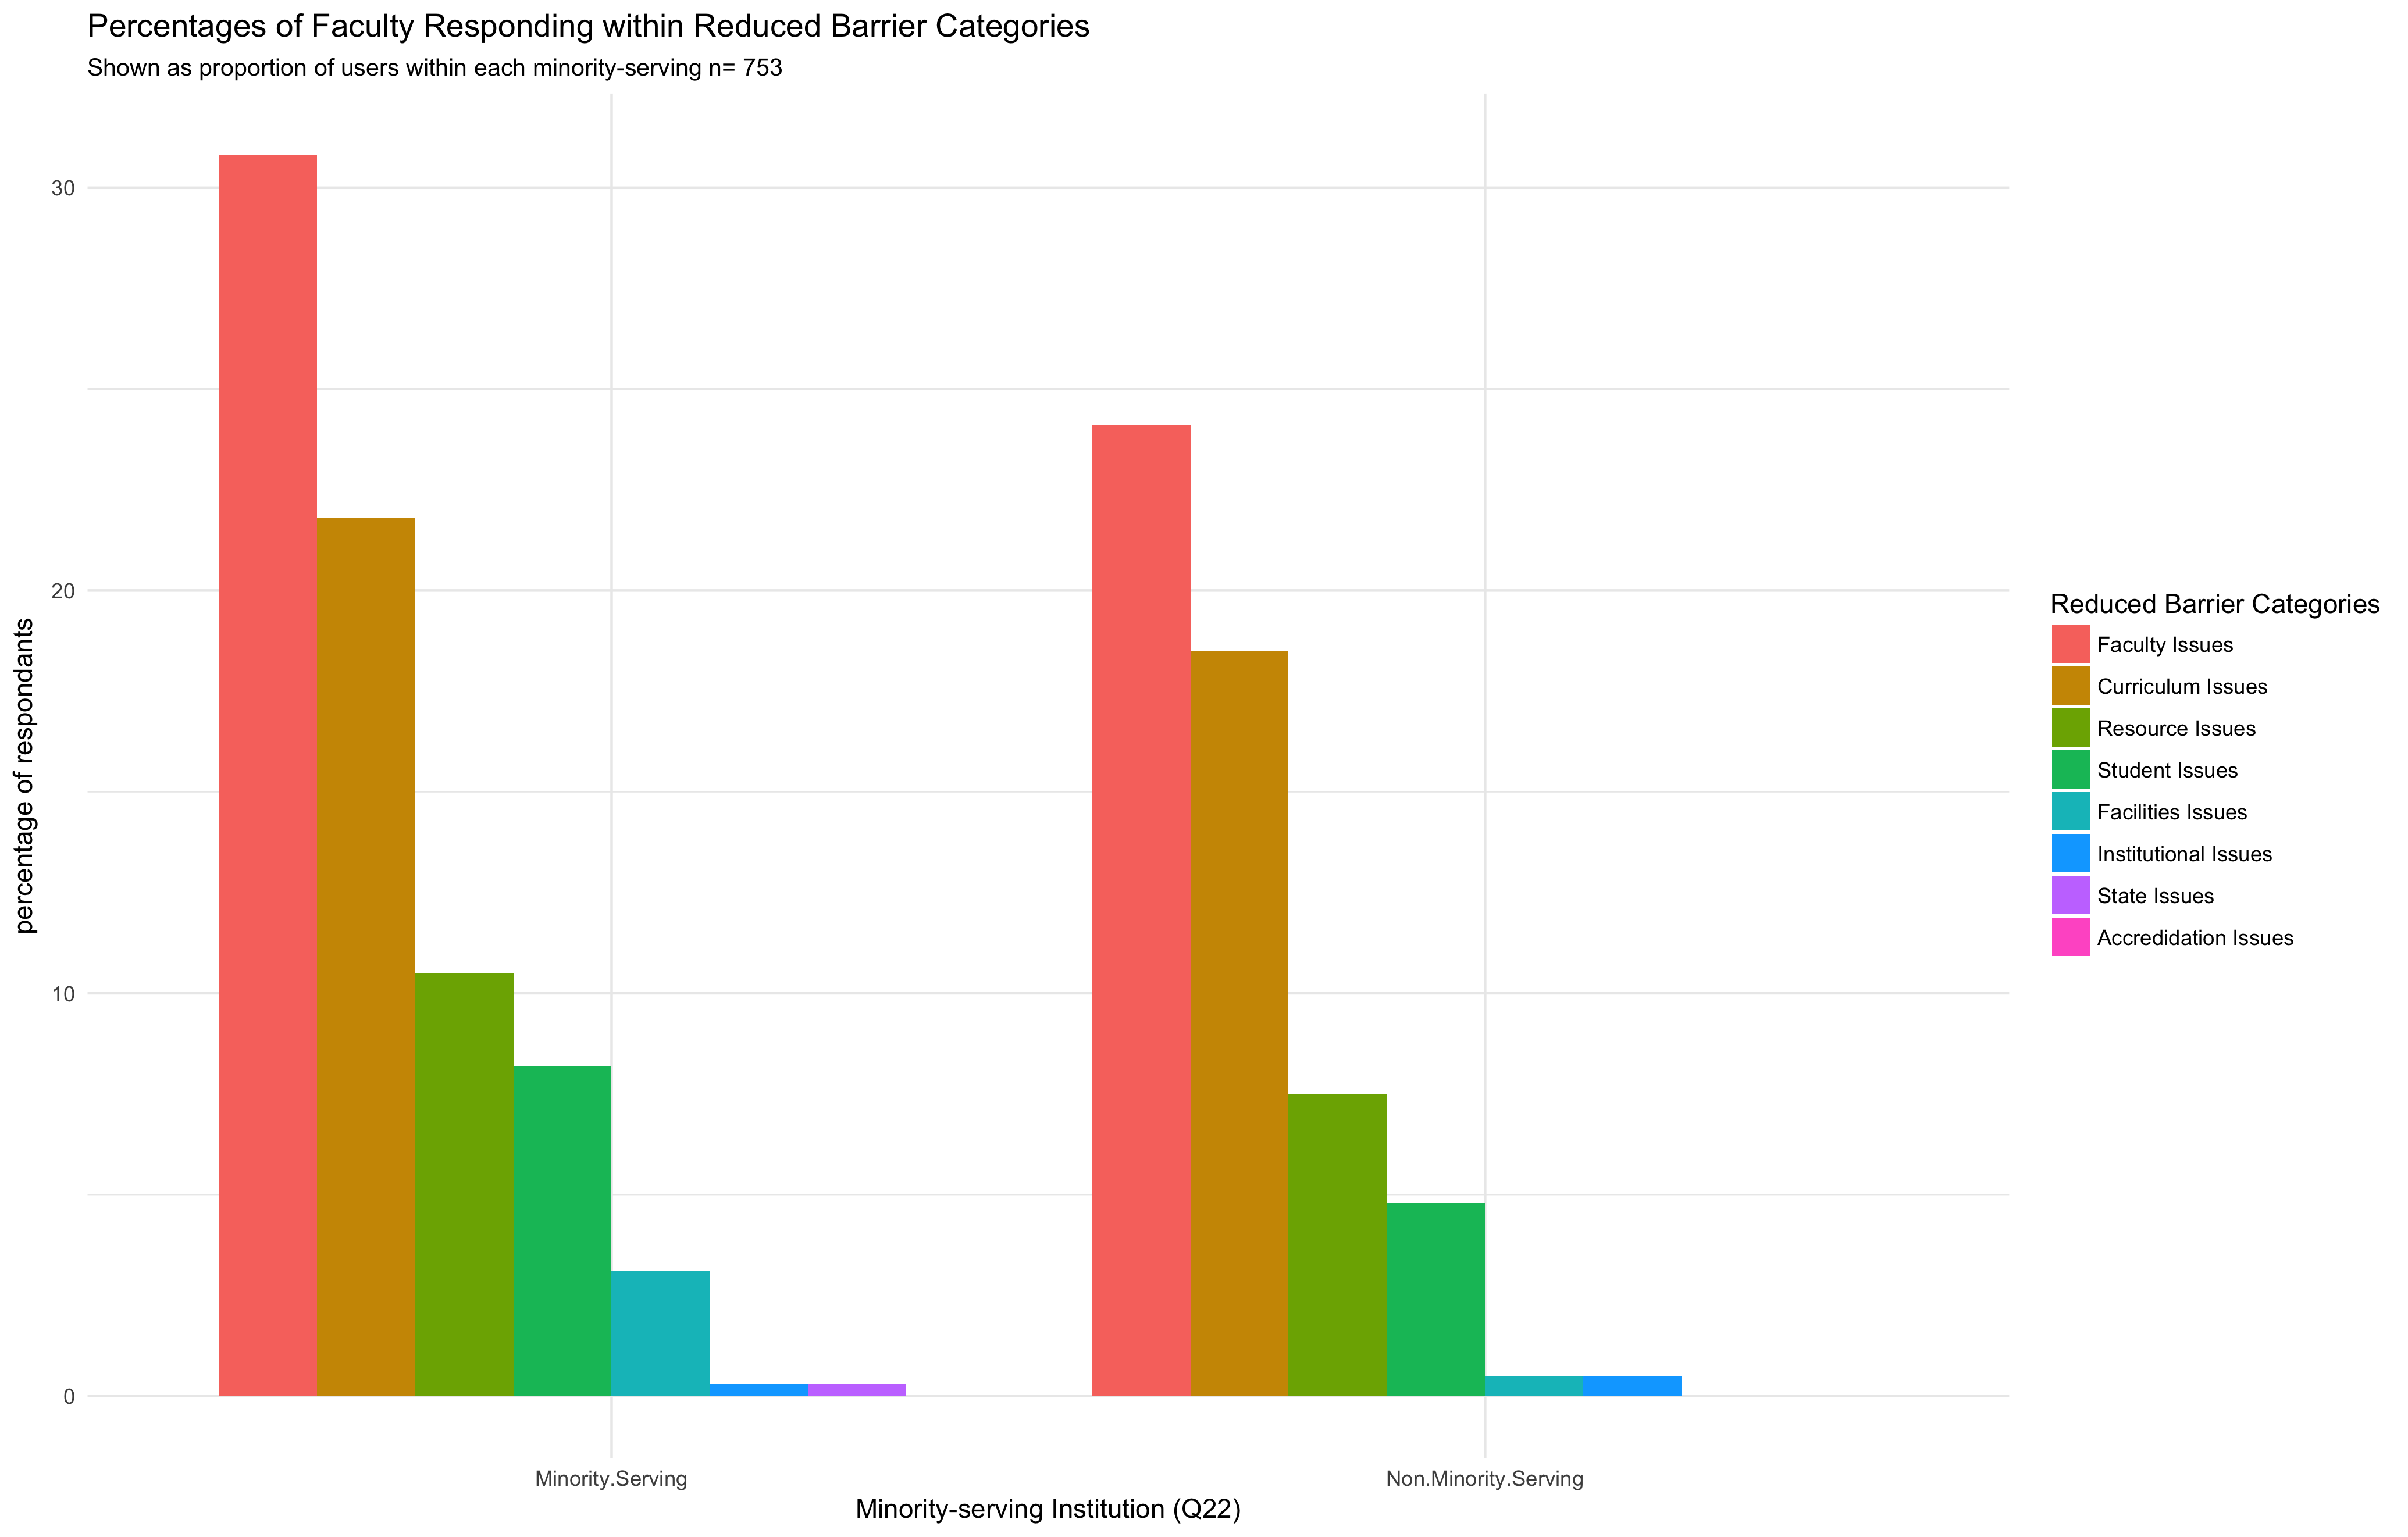 Percentages of Faculty Responding within Reduced Barrier Categories
Shown as proportion of users within each minority-serving n= 753
percentage of respondants
30
20
10
0
Minority.Serving
Non.Minority.Serving
Minority-serving Institution (Q22)
Reduced Barrier Categories
Faculty Issues
Curriculum Issues
Resource Issues
Student Issues
Facilities Issues
Institutional Issues
State Issues
Accredidation Issues